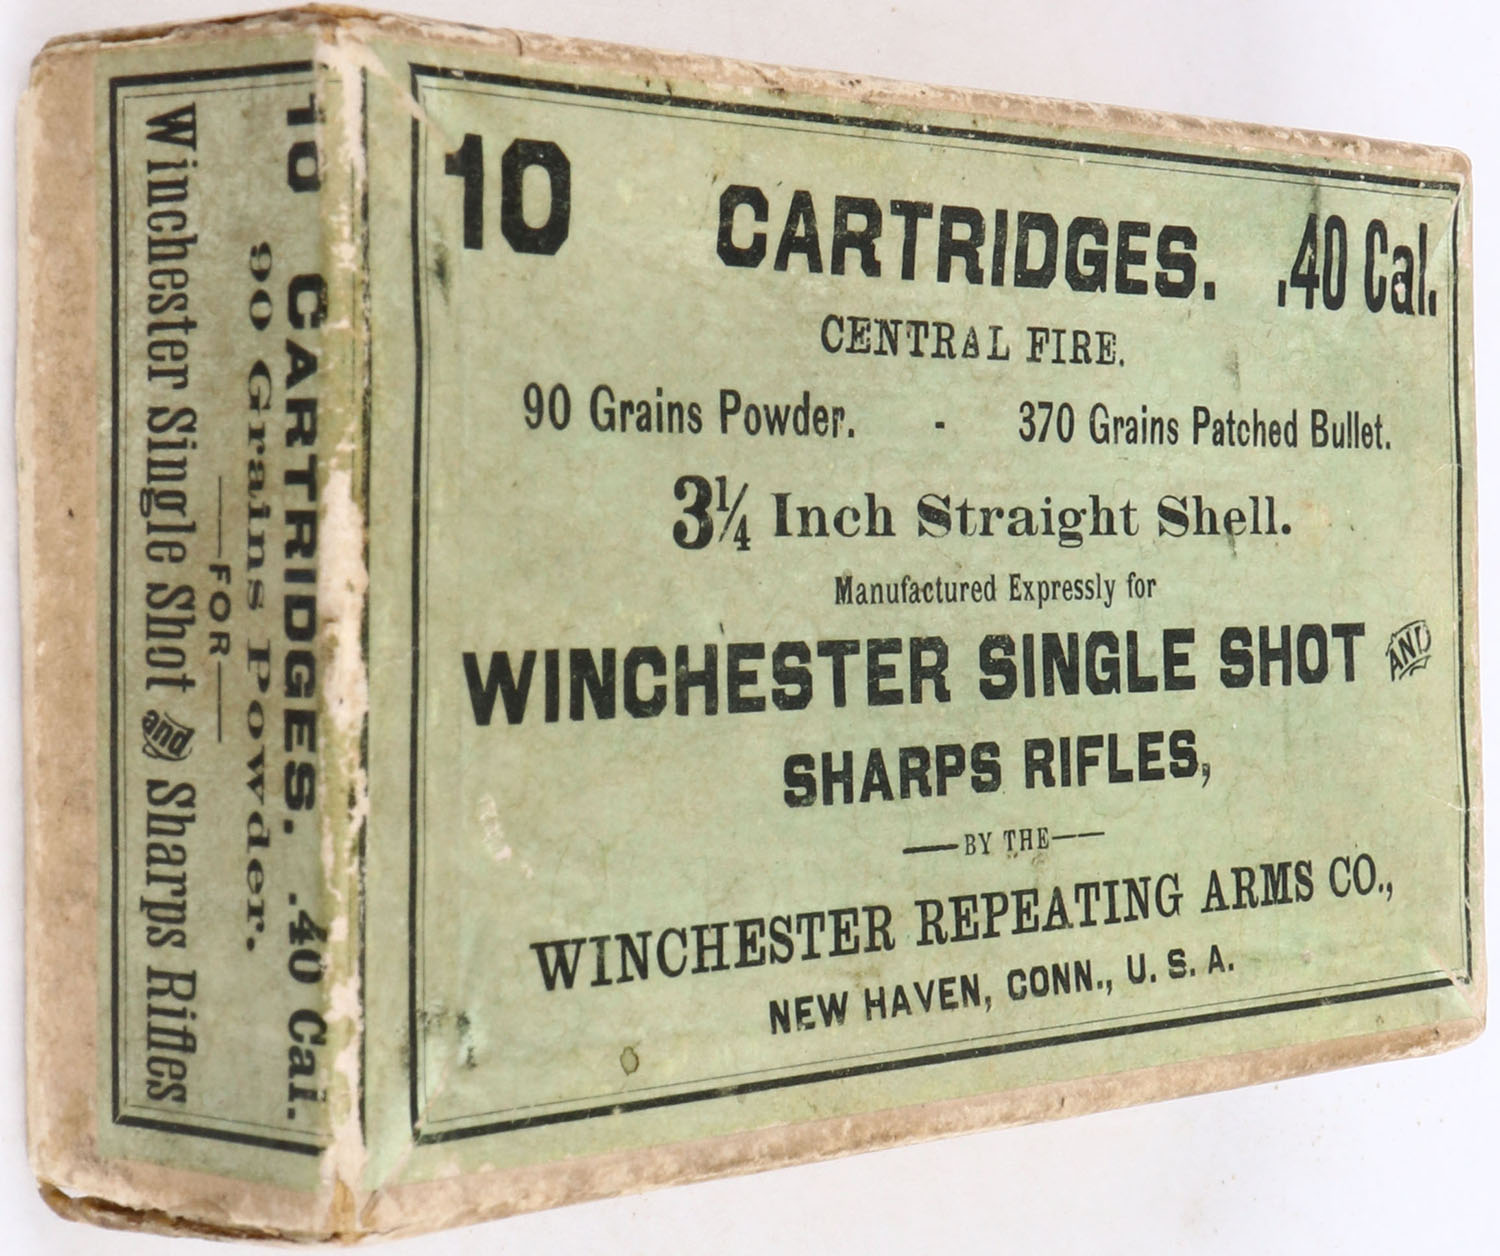 10 CARTRIDGES. .40 Cal.
CENTRAL FIRE.
90 Grains Powder. - 370 Grains Patched Bullet.
3¼ Inch Straight Shell.
Manufactured Expressly for
WINCHESTER SINGLE SHOT AND
SHARPS RIFLES,
BY THE
WINCHESTER REPEATING ARMS CO.,
NEW HAVEN, CONN., U. S. A.
10 CARTRIDGES. .40 Cal.
90 Grains Powder.
FOR
Winchester Single Shot and Sharps Rifles